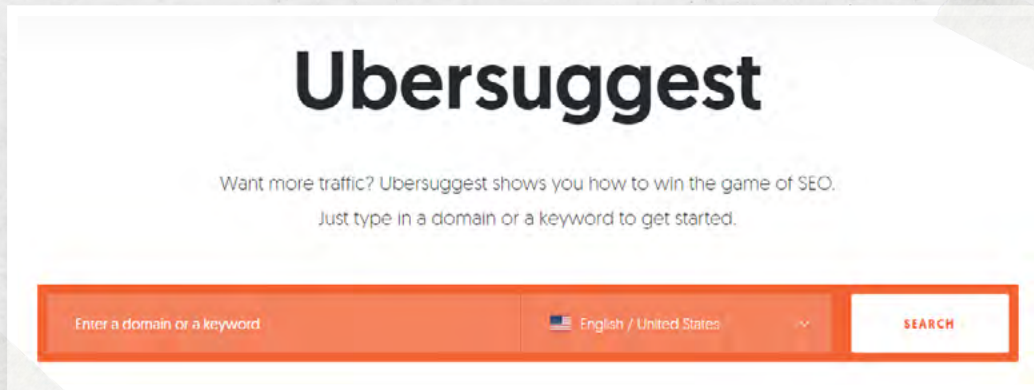 Ubersuggest
Want more traffic? Ubersuggest shows you how to win the game of SEO.
Just type in a domain or a keyword to get started.
Enter a domain or a keyword English / United States SEARCH